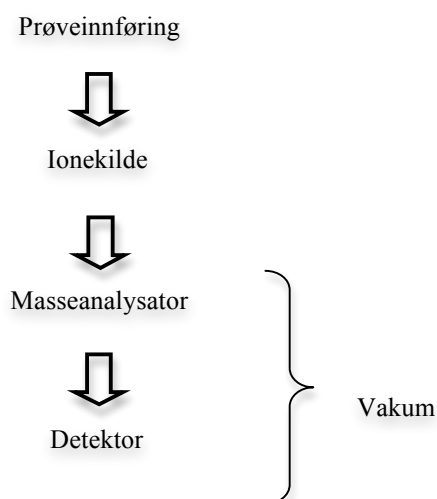 Prøveinnføring
Ionekilde
Masseanalysator
Detektor
Vakum